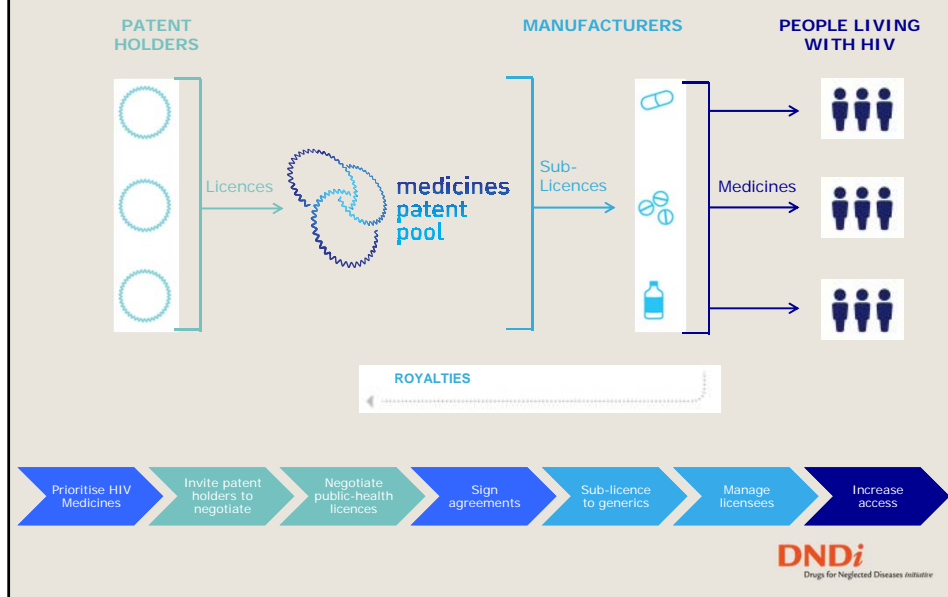 PATENT
HOLDERS
MANUFACTURERS
PEOPLE LIVING
WITH HIV
Licences
medicines
patent
pool
Sub-
Licences
Medicines
ROYALTIES
Prioritise HIV
Medicines
Invite patent
holders to
negotiate
Negotiate
public-health
licences
Sign
agreements
Sub-licence
to generics
Manage
licensees
Increase
access
DNDi
Drugs for Neglected Diseases initiative